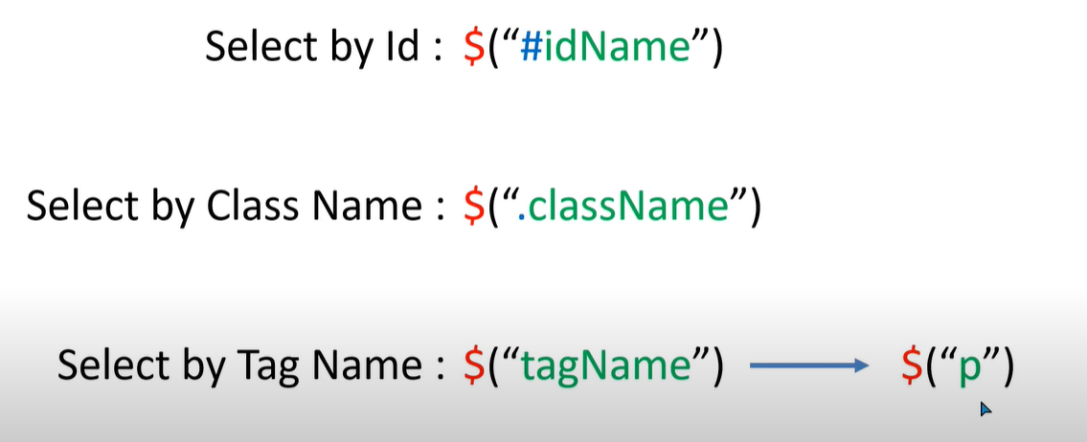 Select by Id : $(“#idName”)
Select by Class Name : $(“.className”)
Select by Tag Name : $(“tagName”) $(“p”)